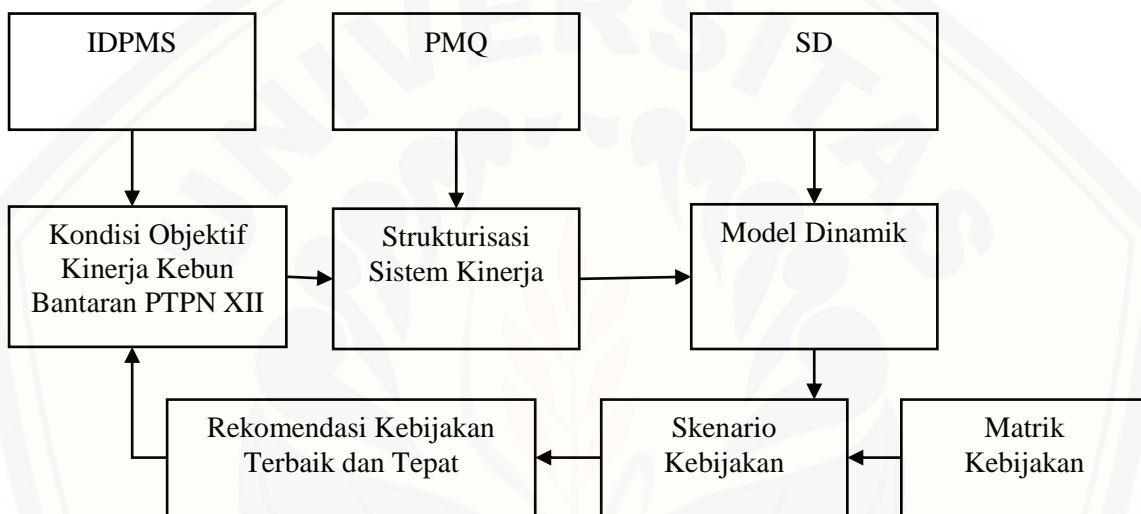 IDPMS
PMQ
SD
Kondisi Objektif
Kinerja Kebun
Bantaran PTPN XII
Strukturisasi
Sistem Kinerja
Model Dinamik
Rekomendasi Kebijakan
Terbaik dan Tepat
Skenario
Kebijakan
Matrik
Kebijakan
UNIVERSITAS